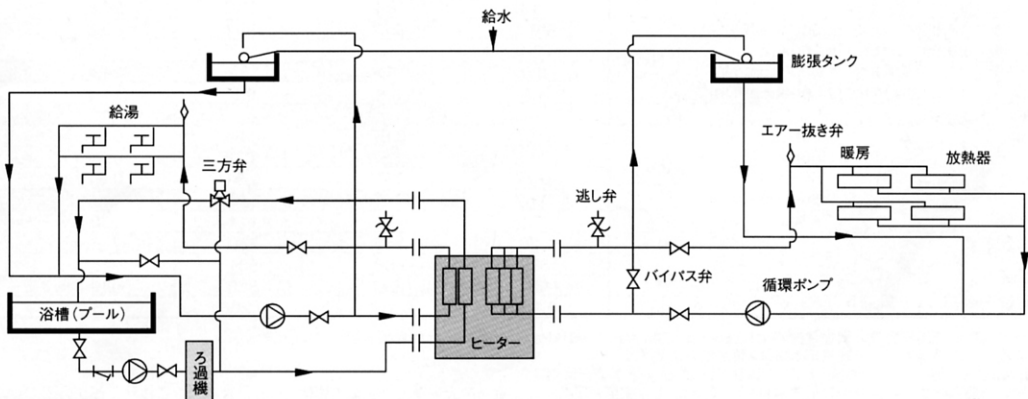 給水
膨張タンク
給湯
エアー抜き弁
暖房
放熱器
三方弁
逃し弁
バイパス弁
循環ポンプ
浴槽(プール)
ヒーター
ろ過機